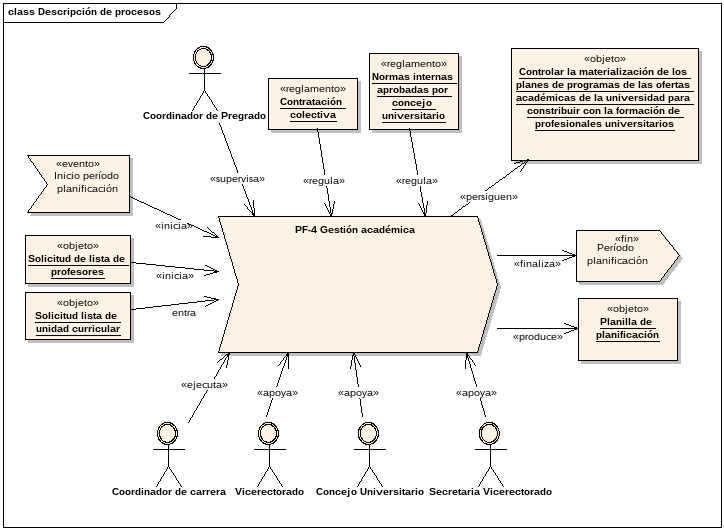 class Descripción de procesos
Coordinador de Pregrado
«reglamento»
Contratación
colectiva
«reglamento»
Normas internas
aprobadas por
concejo
universitario
«objeto»
Controlar la materialización de los
planes de programas de las ofertas
académicas de la universidad para
constribuir con la formación de
profesionales universitarios
«evento»
Inicio período
planificación
«supervisa»
«regula»
«regula»
«persiguen»
«inicia»
PF-4 Gestión académica
«objeto»
Solicitud de lista de
profesores
«inicia»
«fin»
Período
planificación
«finaliza»
«objeto»
Solicitud lista de
unidad curricular
entra
«objeto»
Planilla de
planificación
«produce»
«ejecuta»
«apoya»
«apoya»
«apoya»
Coordinador de carrera
Vicerectorado
Concejo Universitario
Secretaria Vicerectorado